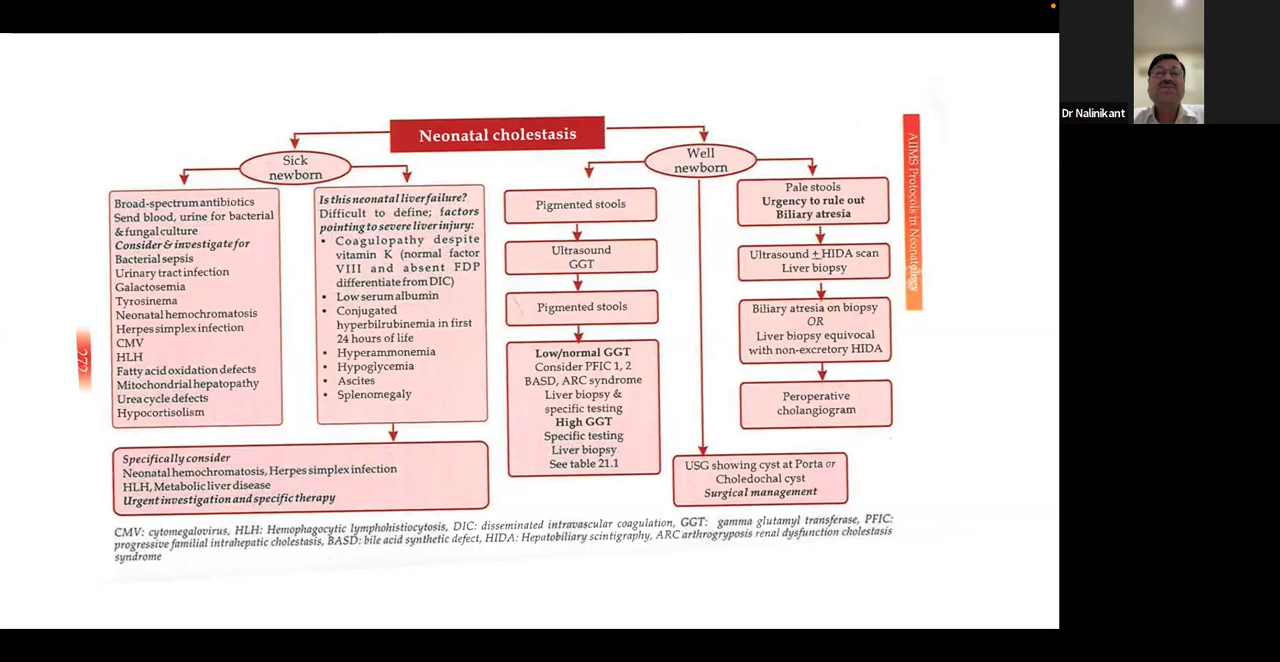 Neonatal cholestasis
Sick
newborn
Well
newborn
Broad-spectrum antibiotics
Send blood, urine for bacterial
& fungal culture
Consider & investigate for
Bacterial sepsis
Urinary tract infection
Galactosemia
Tyrosinema
Neonatal hemochromatosis
Herpes simplex infection
CMV
HLH
Fatty acid oxidation defects
Mitochondrial hepatopathy
Urea cycle defects
Hypocortisolism
Is this neonatal liver failure?
Difficult to define; factors
pointing to severe liver injury:
• Coagulopathy despite
vitamin K (normal factor
VIII and absent FDP
differentiate from DIC)
• Low serum albumin
• Conjugated
hyperbilrubinemia in first
24 hours of life
• Hyperammonemia
• Hypoglycemia
• Ascites
• Splenomegaly
Specifically consider
Neonatal hemochromatosis, Herpes simplex infection
HLH, Metabolic liver disease
Urgent investigation and specific therapy
Pigmented stools
Ultrasound
GGT
Pigmented stools
Low/normal GGT
Consider PFIC 1, 2
BASD, ARC syndrome
Liver biopsy &
specific testing
High GGT
Specific testing
Liver biopsy
See table 21.1
Pale stools
Urgency to rule out
Biliary atresia
Ultrasound ± HIDA scan
Liver biopsy
Biliary atresia on biopsy
OR
Liver biopsy equivocal
with non-excretory HIDA
Peroperative
cholangiogram
USG showing cyst at Porta or
Choledochal cyst
Surgical management
CMV: cytomegalovirus, HLH: Hemophagocytic lymphohistiocytosis, DIC: disseminated intravascular coagulation, GGT: gamma glutamyl transferase, PFIC:
progressive familial intrahepatic cholestasis, BASD: bile acid synthetic defect, HIDA: Hepatobiliary scintigraphy, ARC arthrogryposis renal dysfunction cholestasis
syndrome
AIIMS Protocols in Neonatology
Dr Nalinikant